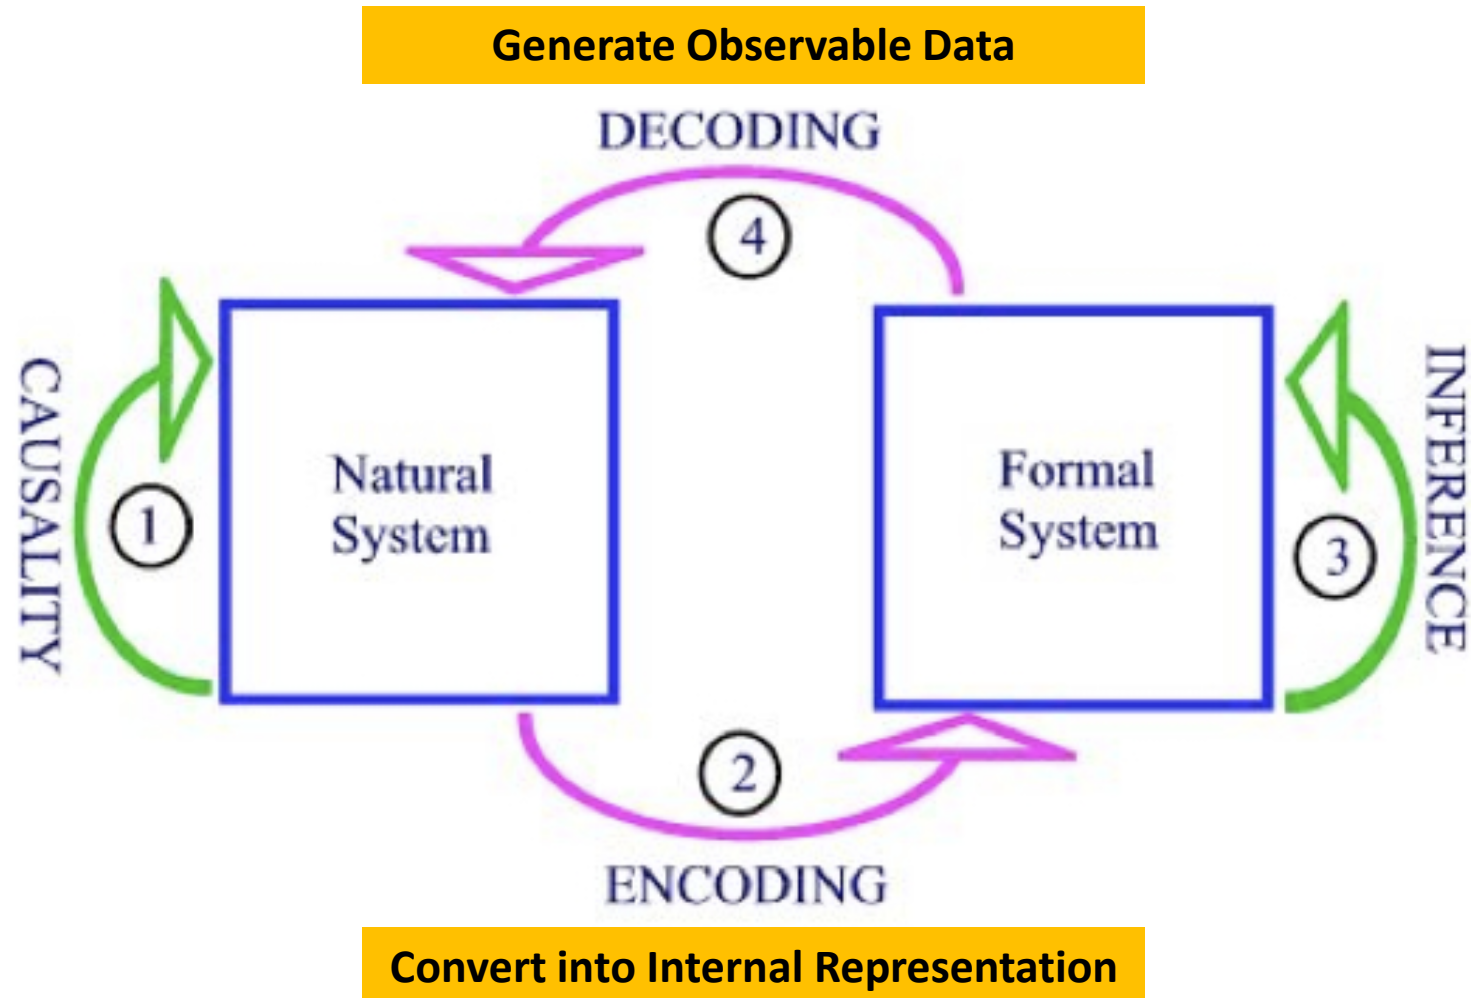 Generate Observable Data
DECODING
4
CAUSALITY
1
Natural
System
Formal
System
3
INFERENCE
2
ENCODING
Convert into Internal Representation